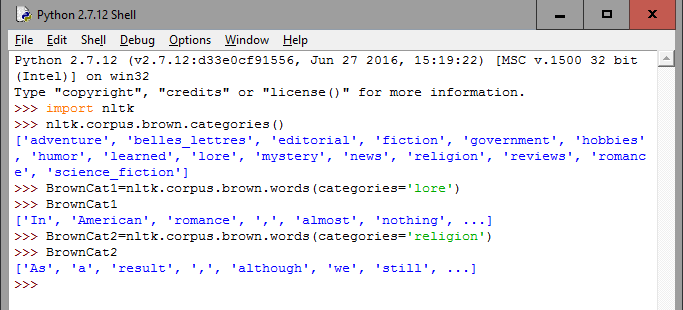 Python 2.7.12 Shell
File Edit Shell Debug Options Window Help
Python 2.7.12 (v2.7.12:d33e0cf91556, Jun 27 2016, 15:19:22) [MSC v.1500 32 bit
(Intel)] on win32
Type "copyright", "credits" or "license()" for more information.
>>> import nltk
>>> nltk.corpus.brown.categories()
['adventure', 'belles_lettres', 'editorial', 'fiction', 'government', 'hobbies'
, 'humor', 'learned', 'lore', 'mystery', 'news', 'religion', 'reviews', 'romanc
e', 'science_fiction']
>>> BrownCat1=nltk.corpus.brown.words(categories='lore')
>>> BrownCat1
['In', 'American', 'romance', ',', 'almost', 'nothing', ...]
>>> BrownCat2=nltk.corpus.brown.words(categories='religion')
>>> BrownCat2
['As', 'a', 'result', ',', 'although', 'we', 'still', ...]
>>>